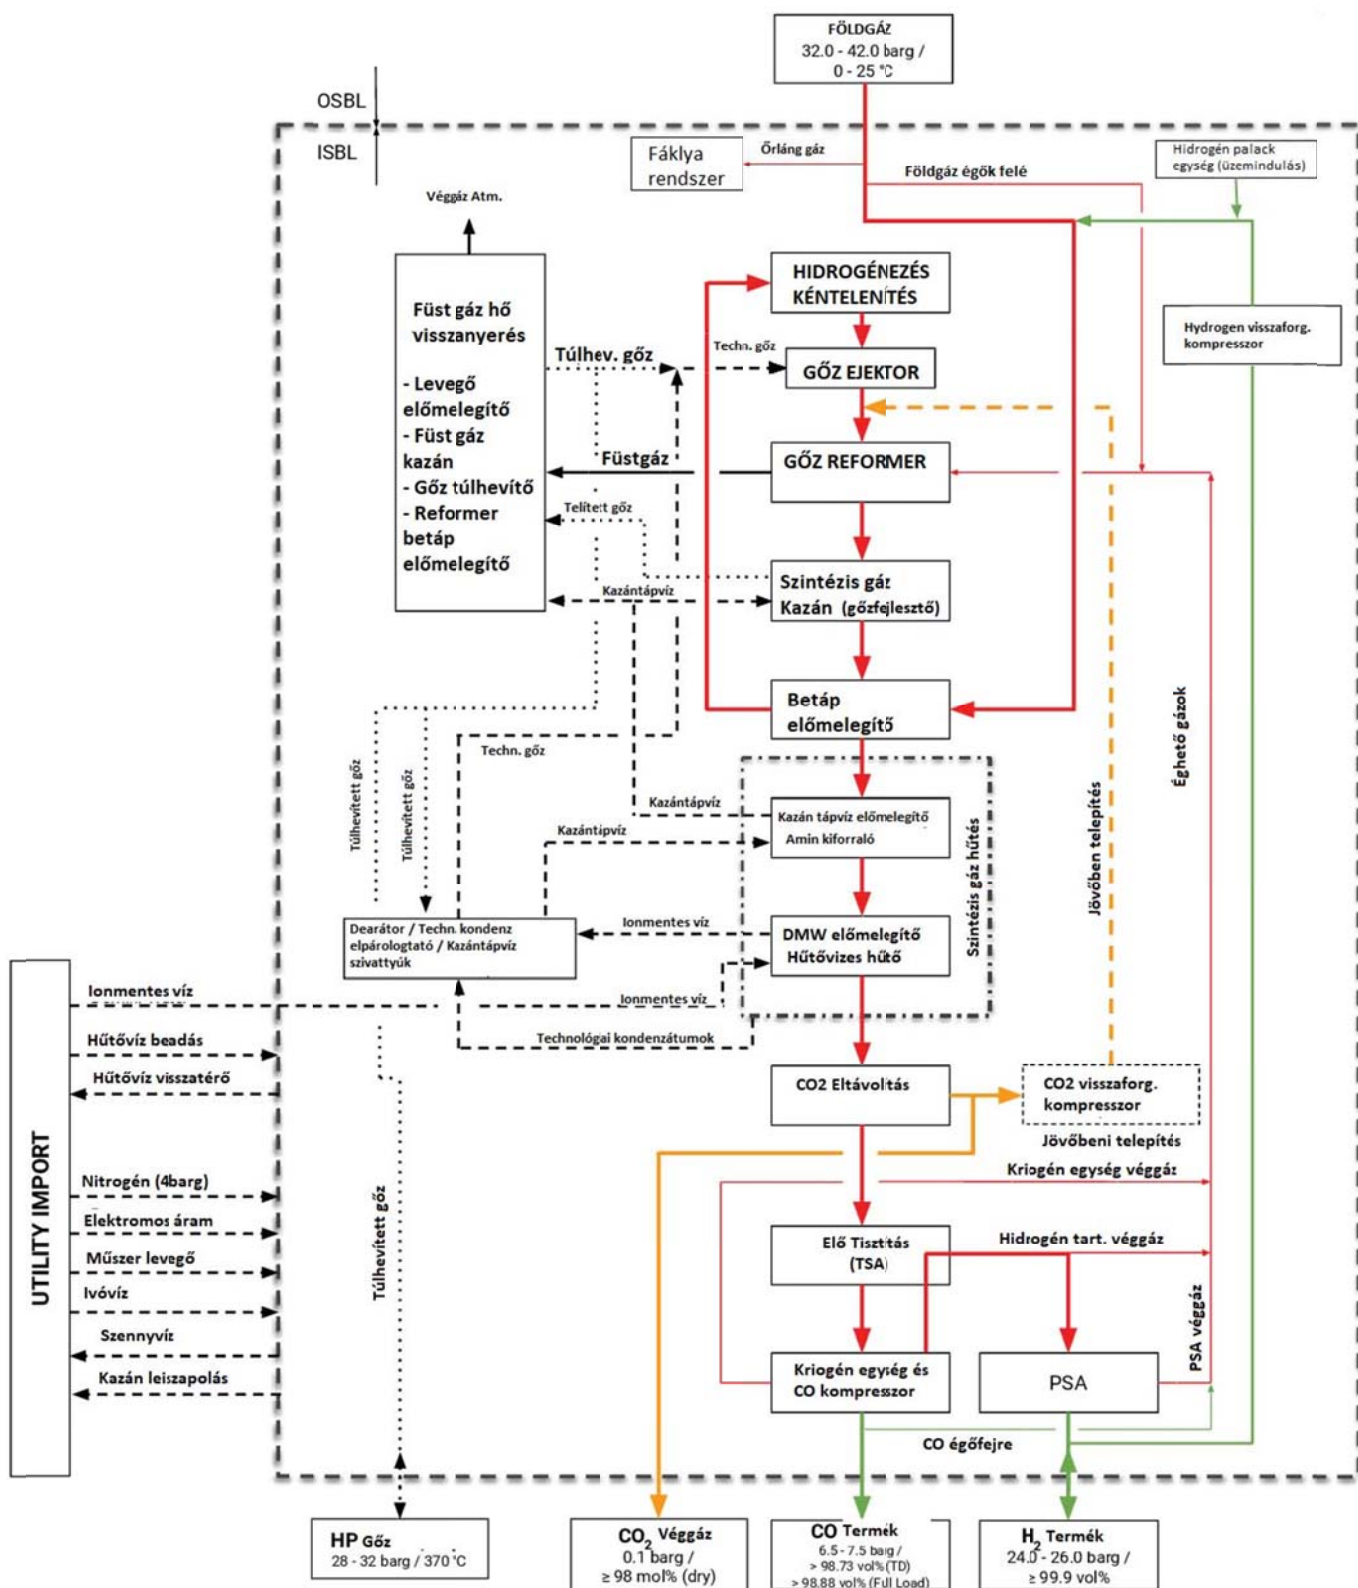 FÖLDGÁZ
32.0 - 42.0 barg /
0 - 25 °C
OSBL
ISBL
Fáklya
rendszer
Őrláng gáz
Földgáz égők felé
Hidrogén palack
egység (üzemindulás)
Véggáz Atm.
HIDROGÉNEZÉS
KÉNTELENÍTÉS
Füst gáz hő
visszanyerés
- Levegő
előmelegítő
- Füst gáz
kazán
- Gőz túlhevítő
- Reformer
betáp
előmelegítő
Túlhev. gőz
Techn. gőz
GŐZ EJEKTOR
Hydrogen visszaforg.
kompresszor
Füstgáz
GŐZ REFORMER
Telített gőz
Kazántápvíz
Szintézis gáz
Kazán (gőzfejlesztő)
Betáp
előmelegítő
Techn. gőz
Túlhevített gőz
Túlhevített gőz
Kazántápvíz
Kazán tápvíz előmelegítő
Amin kiforraló
Kazántipvíz
Szintézis gáz hűtés
Jövőben telepítés
Éghető gázok
Dearátor / Techn. kondenz
elpárologtató / Kazántápvíz
szivattyúk
Ionmentes víz
DMW előmelegítő
Hűtővizes hűtő
Ionmentes víz
Ionmentes víz
Technológai kondenzátumok
Hűtővíz beadás
Hűtővíz visszatérő
CO2 Eltávolítás
CO2 visszaforg.
kompresszor
Jövőbeni telepítés
UTILITY IMPORT
Nitrogén (4barg)
Elektromos áram
Műszer levegő
Ivóvíz
Szennyvíz
Kazán leiszapolás
Túlhevített gőz
Kriogén egység véggáz
Elő Tisztítás
(TSA)
Hidrogén tart. véggáz
PSA véggáz
Kriogén egység és
CO kompresszor
PSA
CO égőfejre
HP Gőz
28 - 32 barg / 370 °C
CO2 Véggáz
0.1 barg /
≥ 98 mol% (dry)
CO Termék
6.5 - 7.5 barg /
> 98.73 vol% (TD)
> 98.88 vol% (Full Load)
H2 Termék
24.0 - 26.0 barg /
≥ 99.9 vol%